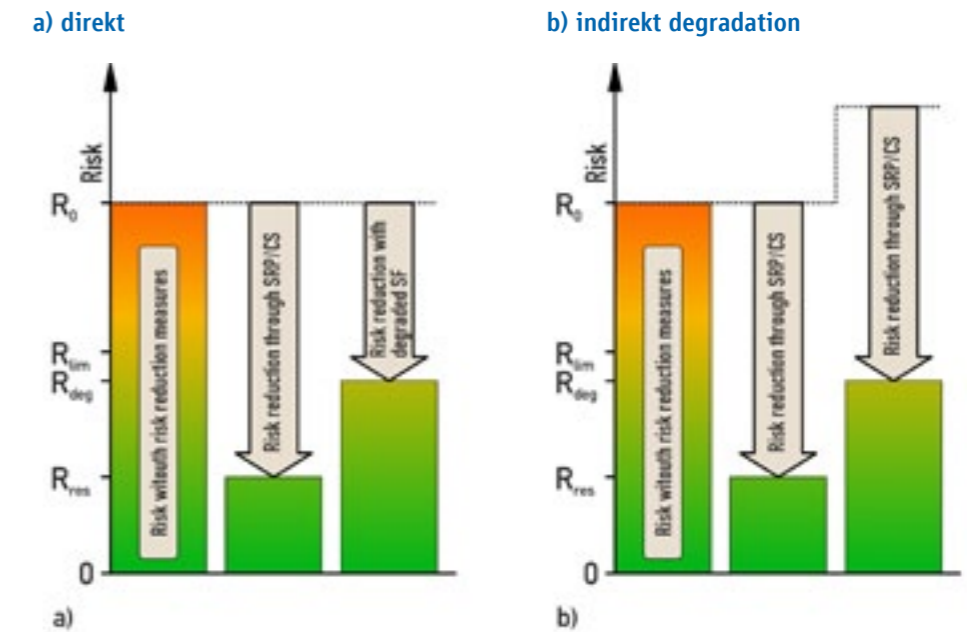 a) direkt
b) indirekt degradation
Risk
R0
Rlim
Rdeg
Rres
0
Risk witouth risk reduction measures
Risk reduction through SRP/CS
Risk reduction with
degraded SF
a)
Risk
R0
Rlim
Rdeg
Rres
0
Risk witouth risk reduction measures
Risk reduction through SRP/CS
Risk reduction through SRP/CS
b)